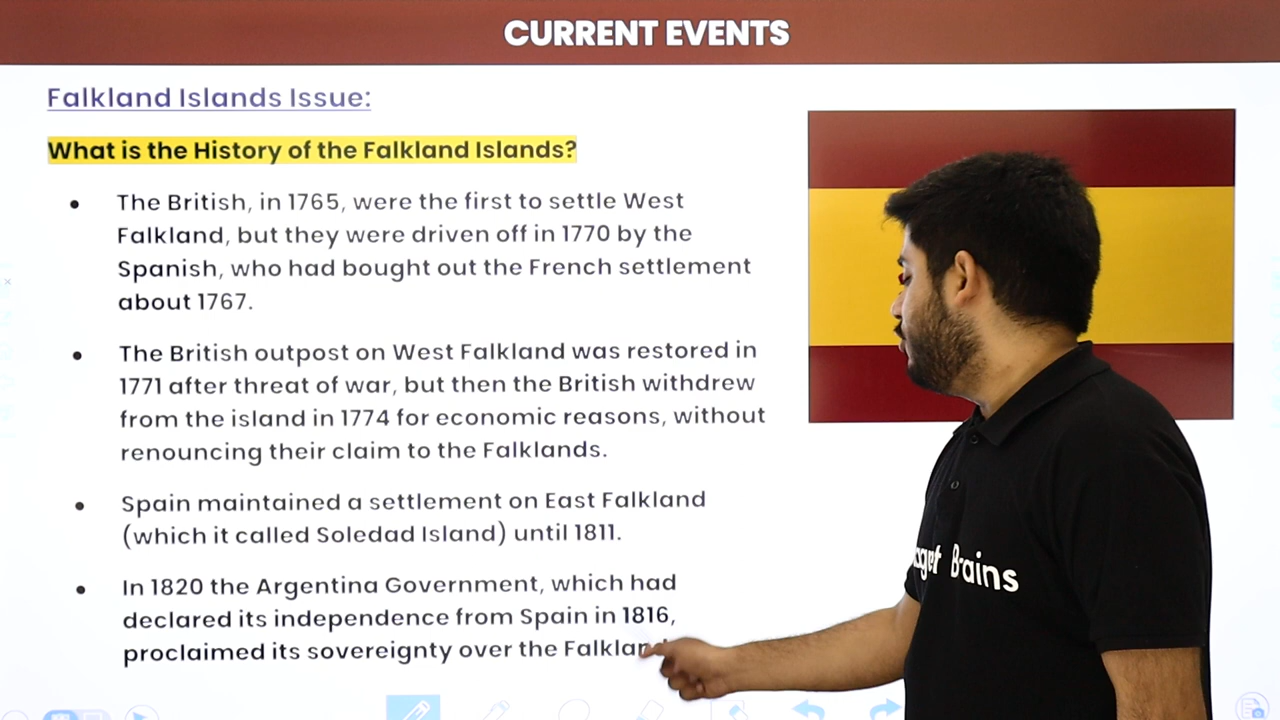 CURRENT EVENTS
Falkland Islands Issue:
What is the History of the Falkland Islands?
• The British, in 1765, were the first to settle West
Falkland, but they were driven off in 1770 by the
Spanish, who had bought out the French settlement
about 1767.
• The British outpost on West Falkland was restored in
1771 after threat of war, but then the British withdrew
from the island in 1774 for economic reasons, without
renouncing their claim to the Falklands.
• Spain maintained a settlement on East Falkland
(which it called Soledad Island) until 1811.
• In 1820 the Argentina Government, which had
declared its independence from Spain in 1816,
proclaimed its sovereignty over the
Brains